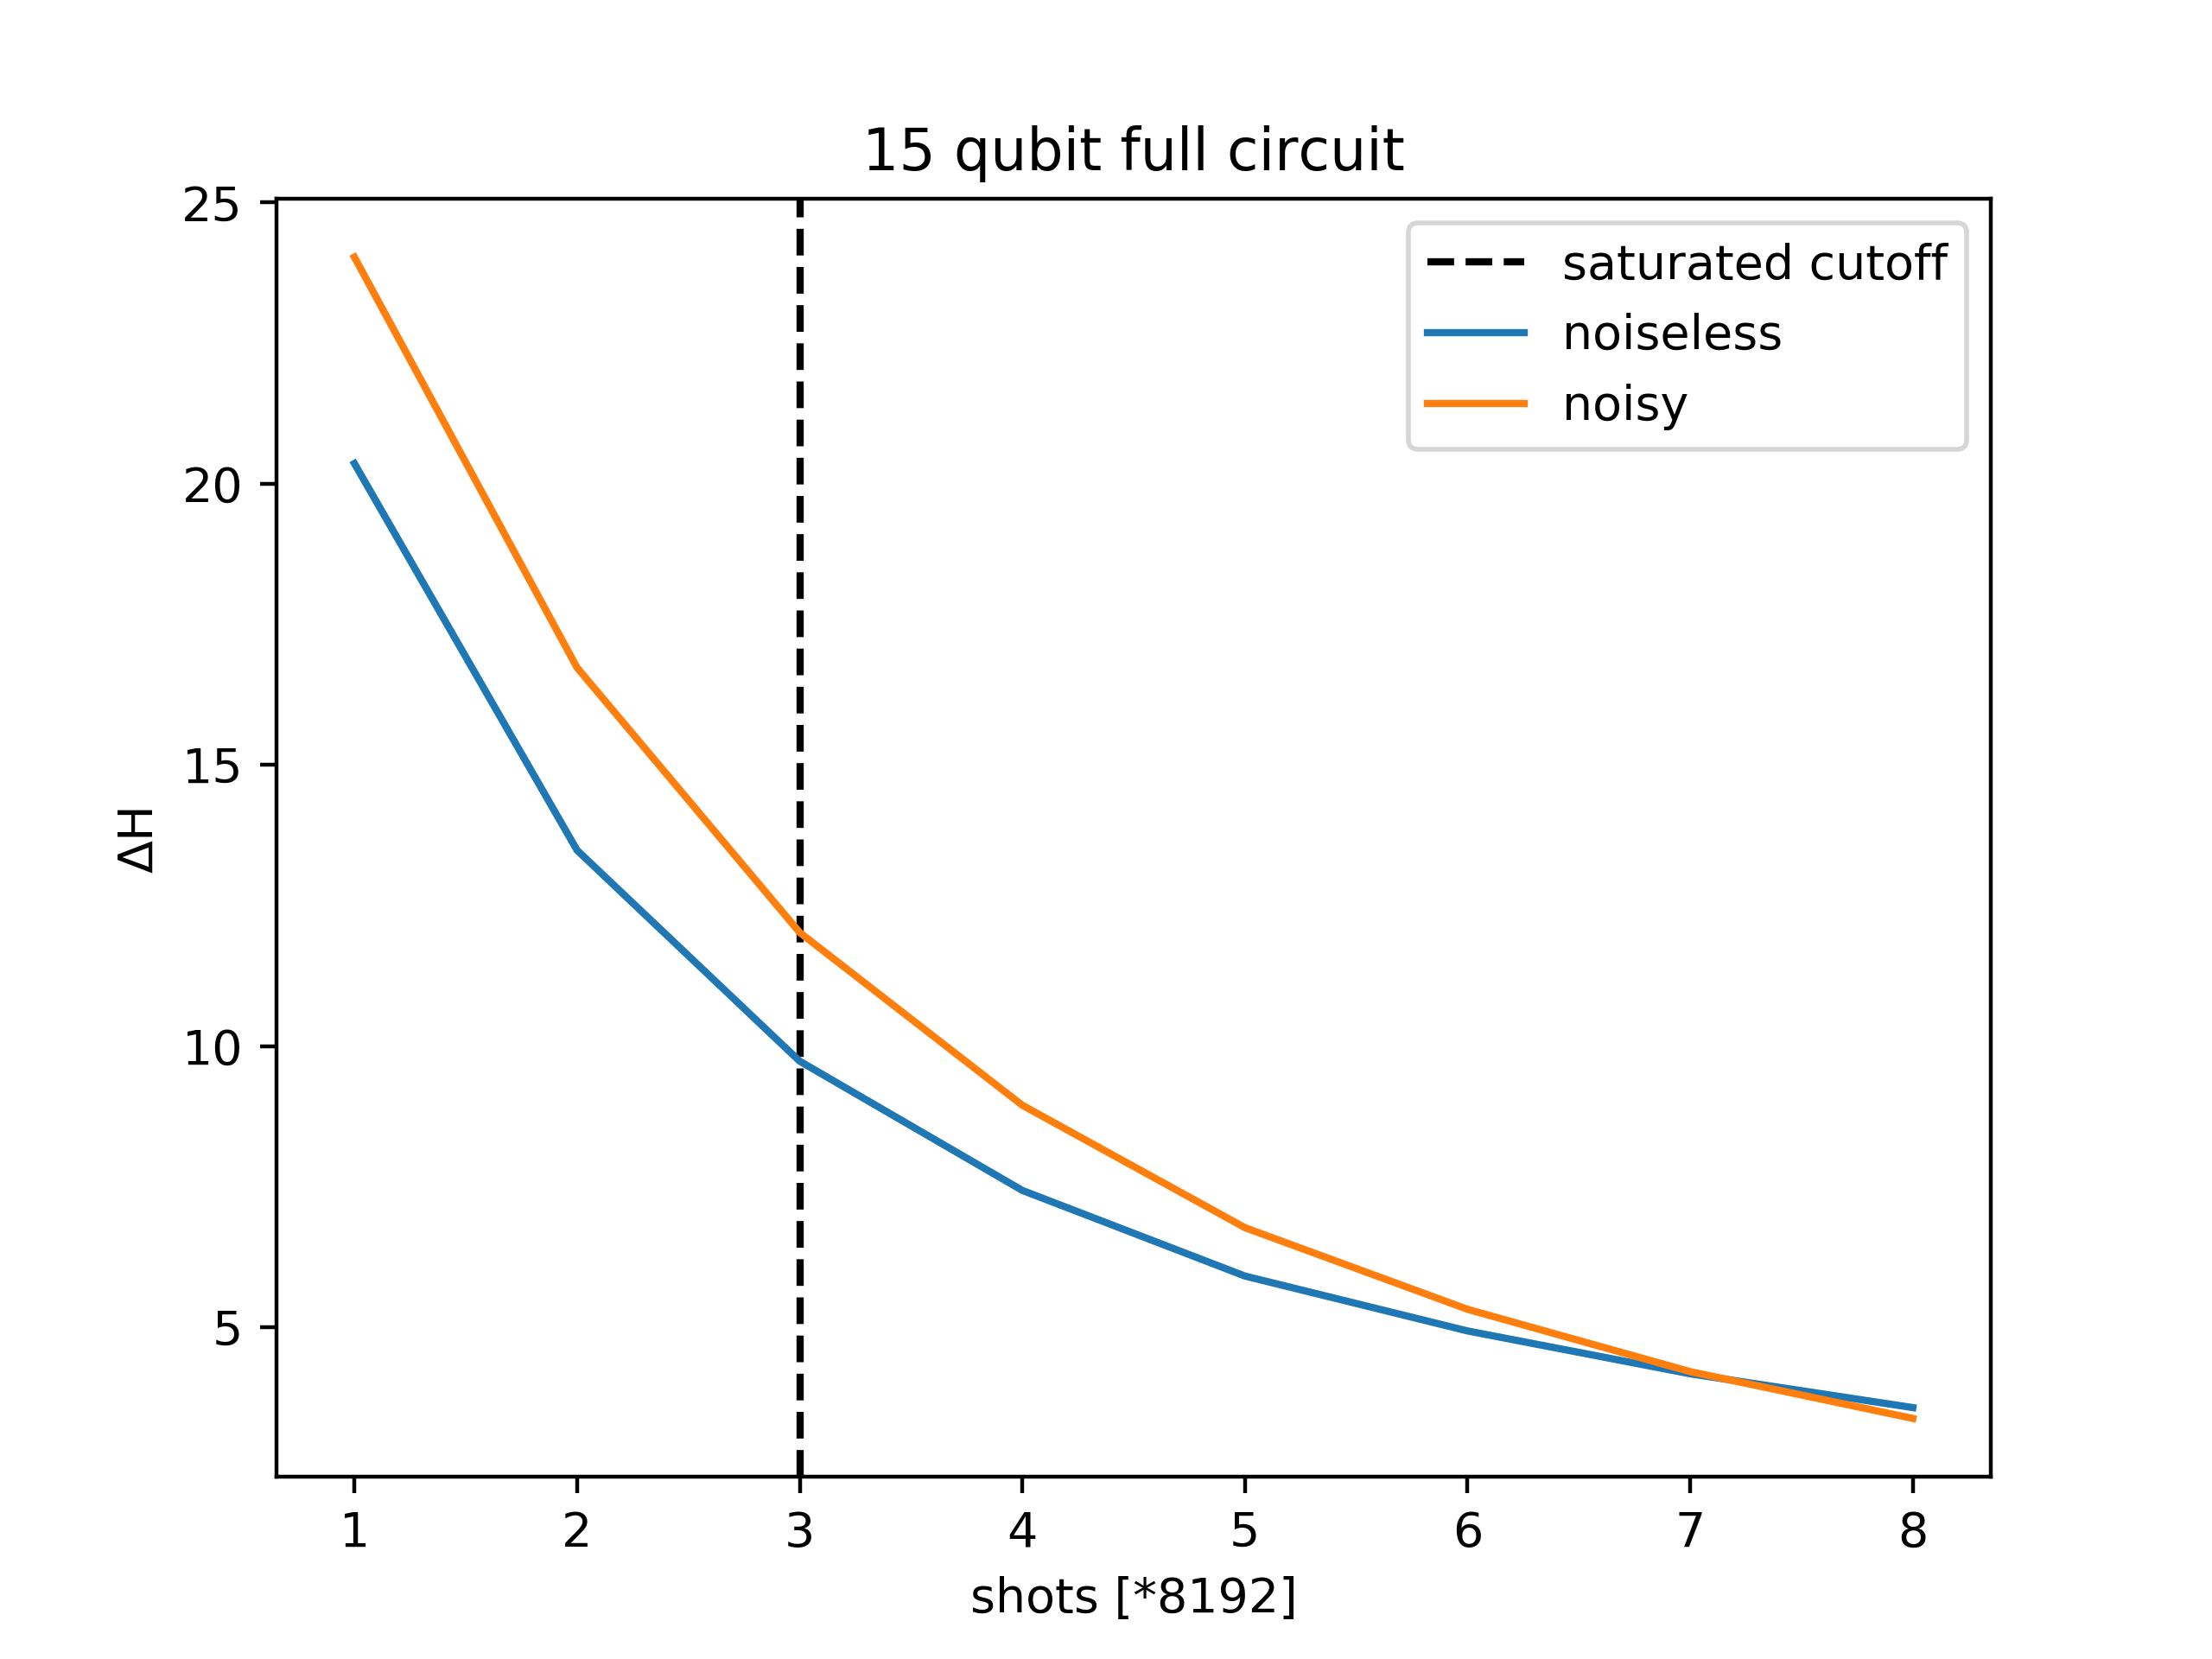 15 qubit full circuit
25
20
15
10
5
ΔH
saturated cutoff
noiseless
noisy
1 2 3 4 5 6 7 8
shots [*8192]